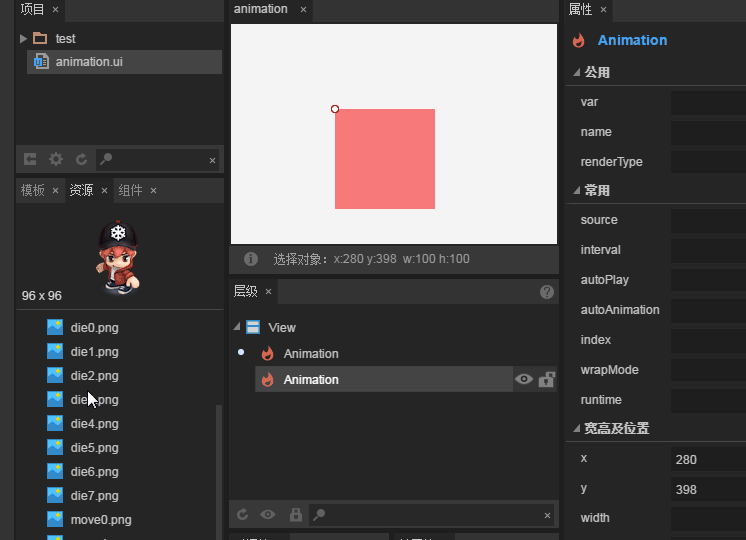 项目 ×
test
animation.ui
×
模板 × 资源 × 组件 ×
96 x 96
die0.png
die1.png
die2.png
die4.png
die5.png
die6.png
die7.png
move0.png
animation ×
选择对象: x:280 y:398 w:100 h:100
层级 ×
View
Animation
Animation
×
属性 ×
Animation
公用
var
name
renderType
常用
source
interval
autoPlay
autoAnimation
index
wrapMode
runtime
宽高及位置
x 280
y 398
width